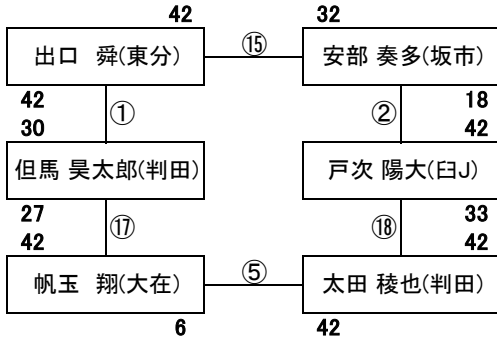 42 32
出口 舜(東分) ⑮ 安部 奏多(坂市)
42 ① ② 18
30 42
但馬 昊太郎(判田) 戸次 陽大(臼J)
27 ⑰ ⑱ 33
42 42
帆玉 翔(大在) ⑤ 太田 稜也(判田)
6 42